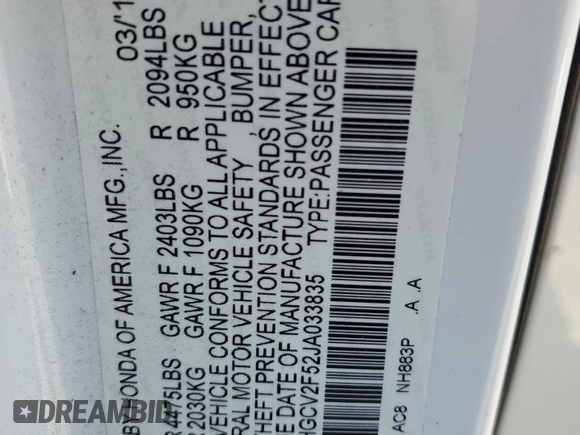 BY HONDA OF AMERICA MFG.,INC. 03/'1
4475LBS GAWR F 2403LBS R 2094LBS
2030KG GAWR F 1090KG R 950KG
VEHICLE CONFORMS TO ALL APPLICABLE
RAL MOTOR VEHICLE SAFETY , BUMPER,
THEFT PREVENTION STANDARDS IN EFFECT
DATE OF MANUFACTURE SHOWN ABOVE
HGCV2F52JA033835 TYPE:PASSENGER CAR
AC8 NH883P .A .A
DREAMBID